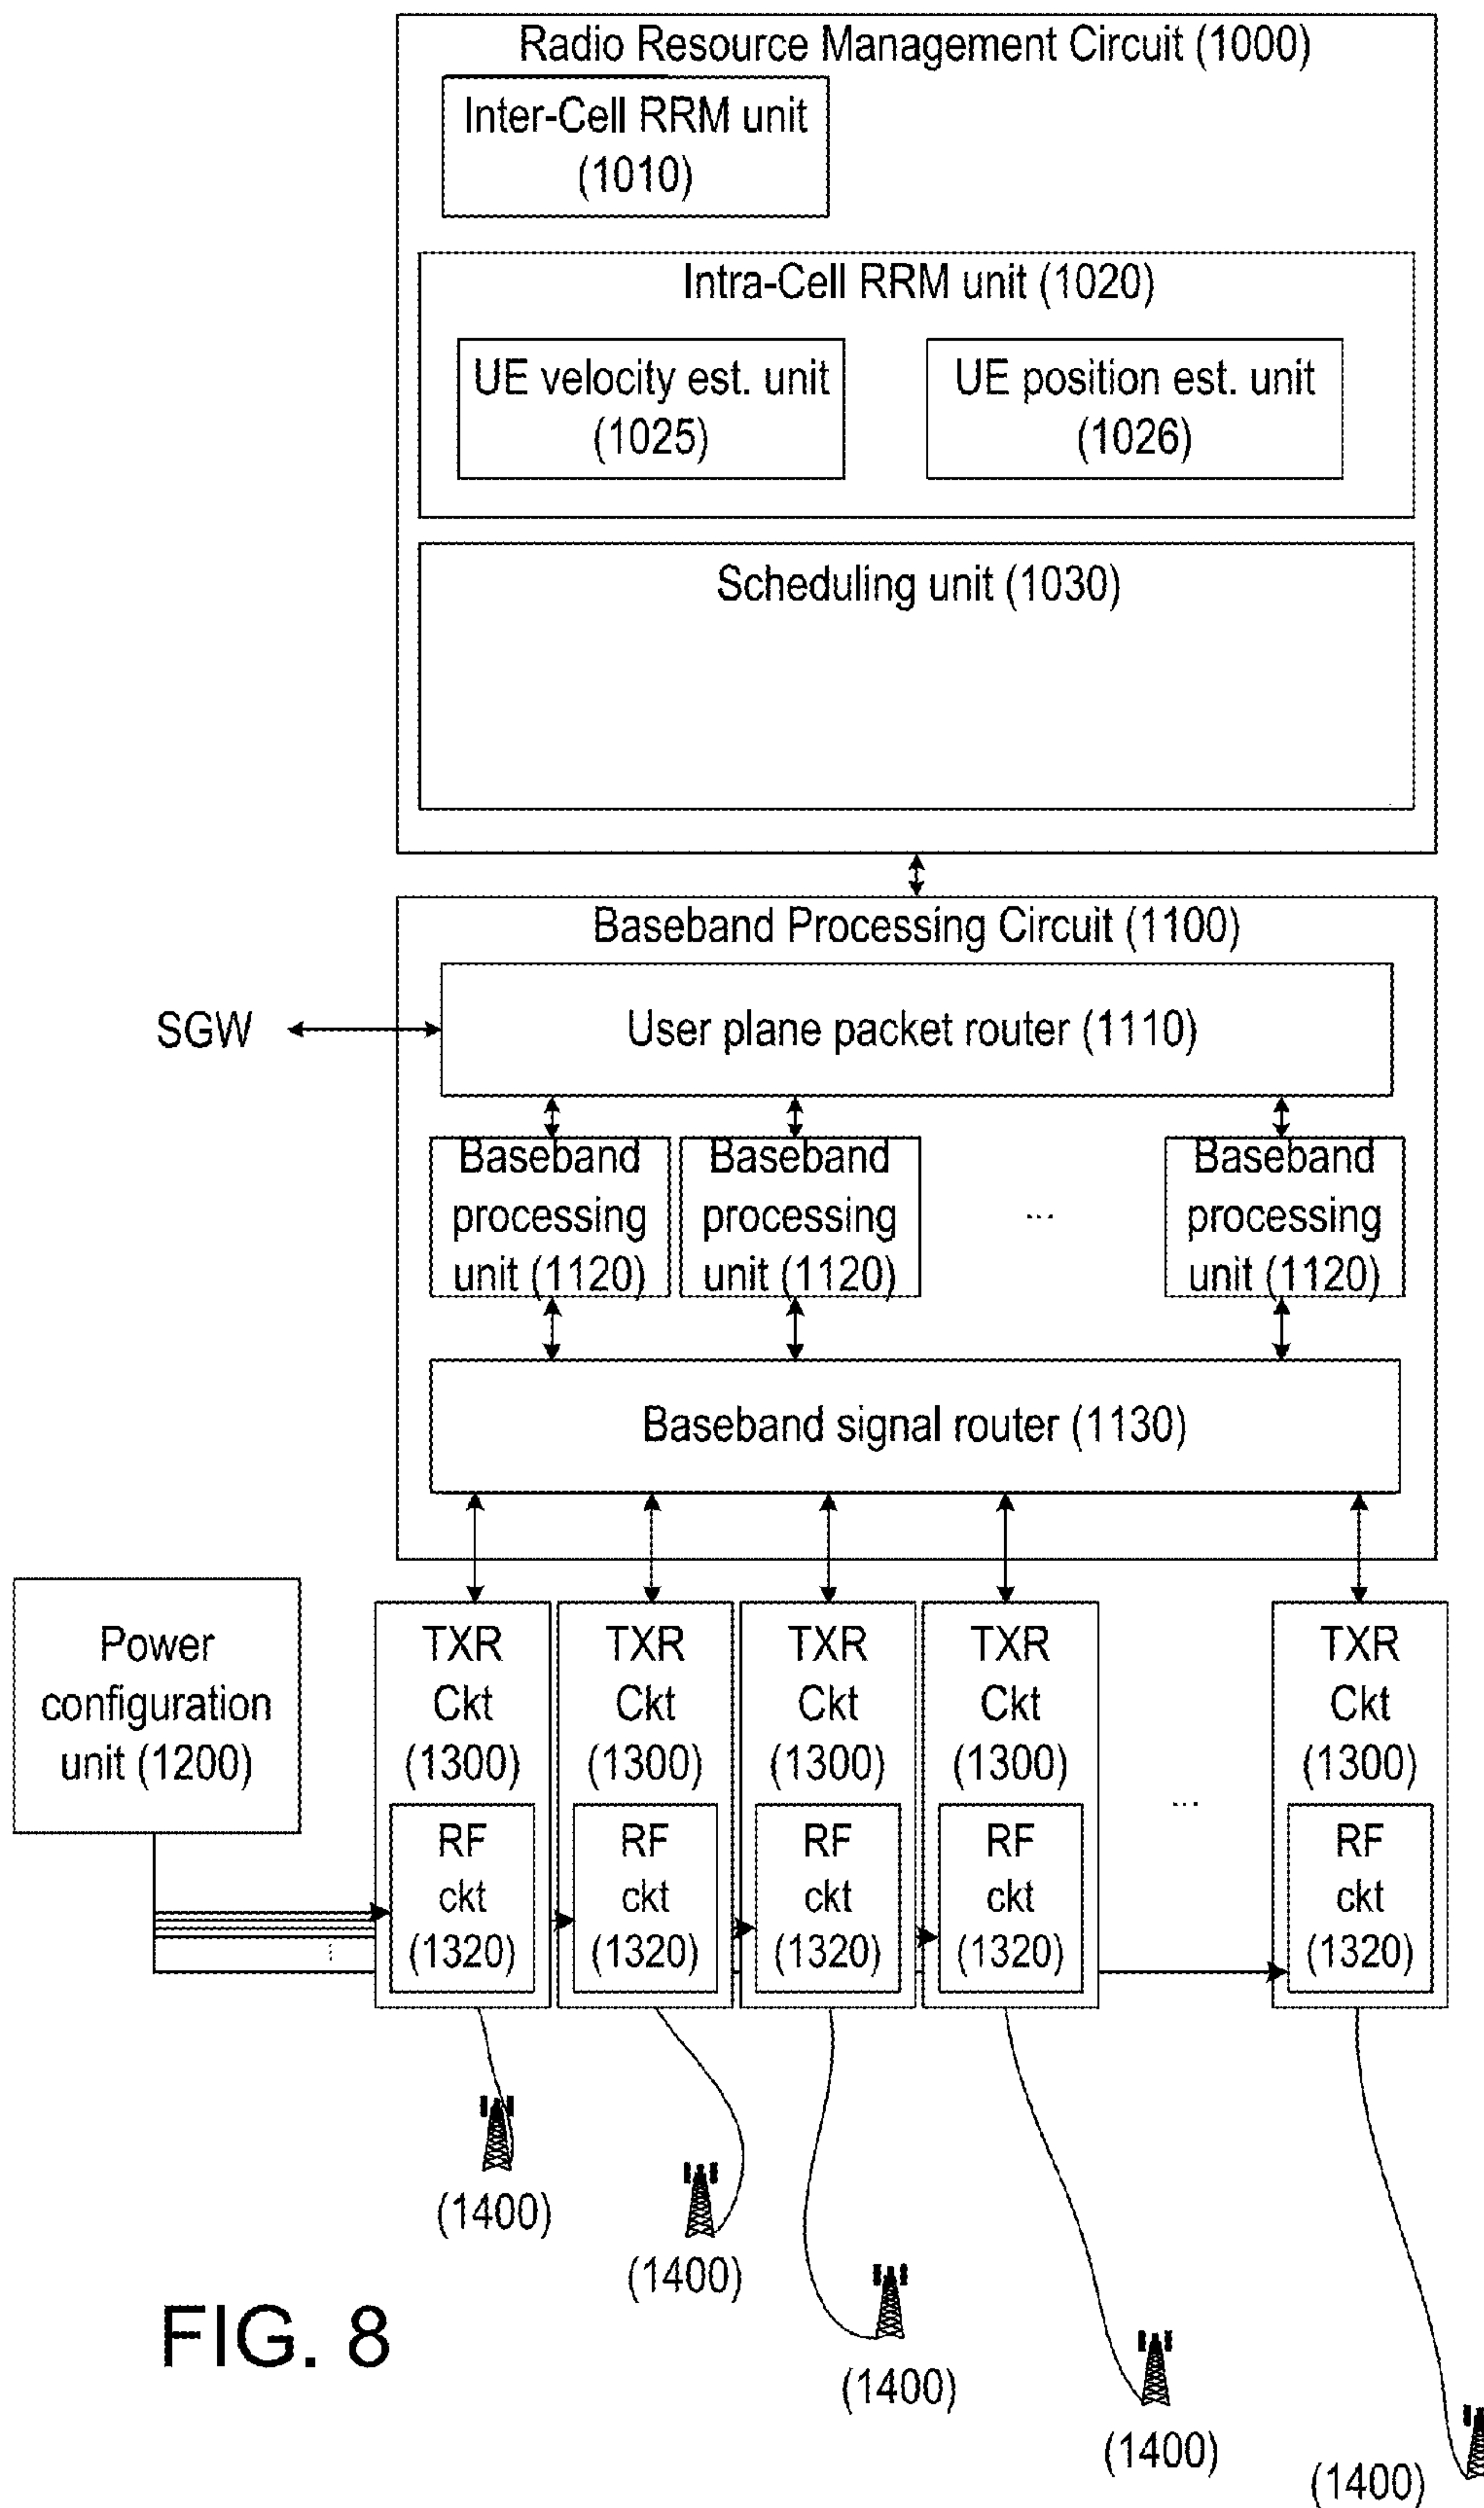 Radio Resource Management Circuit (1000)
Inter-Cell RRM unit
(1010)
Intra-Cell RRM unit (1020)
UE velocity est. unit
(1025)
UE position est. unit
(1026)
Scheduling unit (1030)
Baseband Processing Circuit (1100)
SGW
User plane packet router (1110)
Baseband
processing
unit (1120)
Baseband
processing
unit (1120)
...
Baseband
processing
unit (1120)
Baseband signal router (1130)
Power
configuration
unit (1200)
TXR
Ckt
(1300)
RF
ckt
(1320)
TXR
Ckt
(1300)
RF
ckt
(1320)
TXR
Ckt
(1300)
RF
ckt
(1320)
TXR
Ckt
(1300)
RF
ckt
(1320)
...
TXR
Ckt
(1300)
RF
ckt
(1320)
(1400)
(1400)
(1400)
(1400)
(1400)
FIG. 8